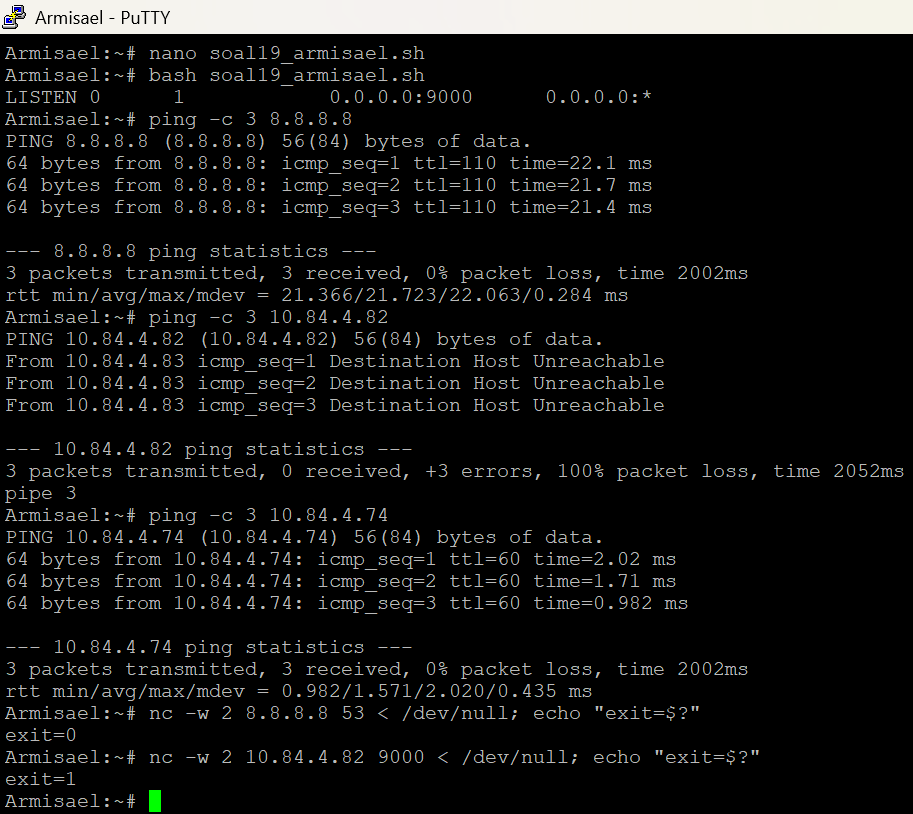 Armisael - PuTTY
Armisael:~# nano soal19_armisael.sh
Armisael:~# bash soal19_armisael.sh
LISTEN 0      1            0.0.0.0:9000      0.0.0.0:*
Armisael:~# ping -c 3 8.8.8.8
PING 8.8.8.8 (8.8.8.8) 56(84) bytes of data.
64 bytes from 8.8.8.8: icmp_seq=1 ttl=110 time=22.1 ms
64 bytes from 8.8.8.8: icmp_seq=2 ttl=110 time=21.7 ms
64 bytes from 8.8.8.8: icmp_seq=3 ttl=110 time=21.4 ms

--- 8.8.8.8 ping statistics ---
3 packets transmitted, 3 received, 0% packet loss, time 2002ms
rtt min/avg/max/mdev = 21.366/21.723/22.063/0.284 ms
Armisael:~# ping -c 3 10.84.4.82
PING 10.84.4.82 (10.84.4.82) 56(84) bytes of data.
From 10.84.4.83 icmp_seq=1 Destination Host Unreachable
From 10.84.4.83 icmp_seq=2 Destination Host Unreachable
From 10.84.4.83 icmp_seq=3 Destination Host Unreachable

--- 10.84.4.82 ping statistics ---
3 packets transmitted, 0 received, +3 errors, 100% packet loss, time 2052ms
pipe 3
Armisael:~# ping -c 3 10.84.4.74
PING 10.84.4.74 (10.84.4.74) 56(84) bytes of data.
64 bytes from 10.84.4.74: icmp_seq=1 ttl=60 time=2.02 ms
64 bytes from 10.84.4.74: icmp_seq=2 ttl=60 time=1.71 ms
64 bytes from 10.84.4.74: icmp_seq=3 ttl=60 time=0.982 ms

--- 10.84.4.74 ping statistics ---
3 packets transmitted, 3 received, 0% packet loss, time 2002ms
rtt min/avg/max/mdev = 0.982/1.571/2.020/0.435 ms
Armisael:~# nc -w 2 8.8.8.8 53 < /dev/null; echo "exit=$?"
exit=0
Armisael:~# nc -w 2 10.84.4.82 9000 < /dev/null; echo "exit=$?"
exit=1
Armisael:~#